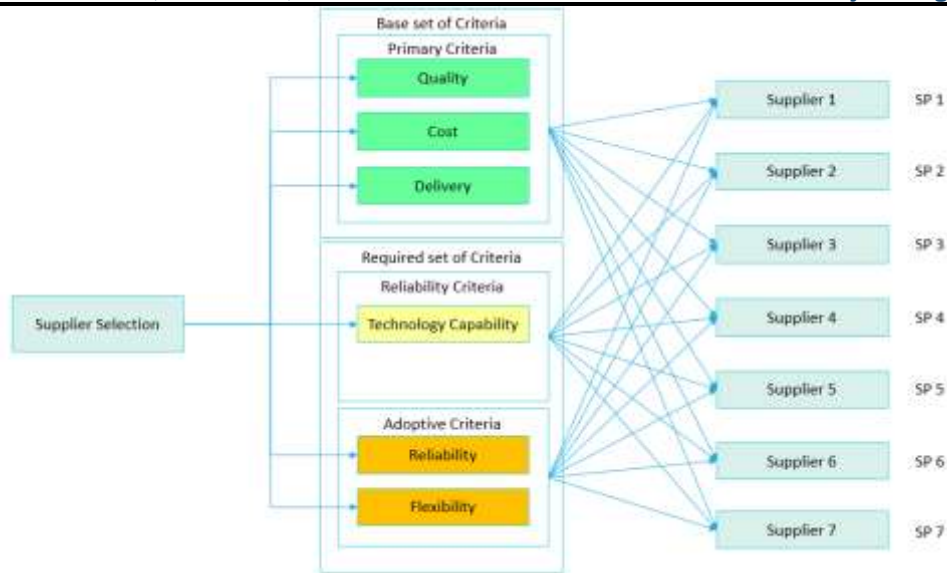 Base set of Criteria
Primary Criteria
Quality
Cost
Delivery
Required set of Criteria
Reliability Criteria
Supplier Selection
Technology Capability
Adoptive Criteria
Reliability
Flexibility
Supplier 1 SP 1
Supplier 2 SP 2
Supplier 3 SP 3
Supplier 4 SP 4
Supplier 5 SP 5
Supplier 6 SP 6
Supplier 7 SP 7